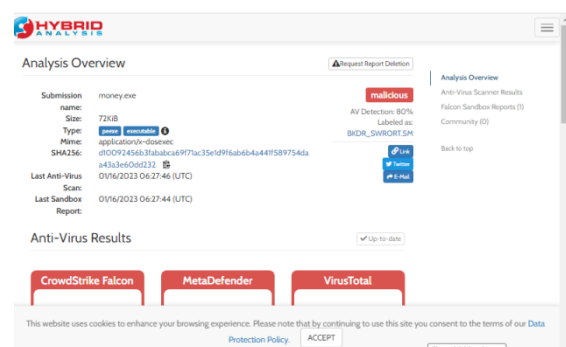 HYBRID
ANALYSIS
Analysis Overview
Request Report Deletion
Submission name: money.exe
Size: 72KiB
Type: peexe executable
Mime: application/x-dosexec
SHA256: d10092456b3fababca69f71ac35e1d9f6ab6b4a441f589754da
a43a3e60dd232
Last Anti-Virus Scan: 01/16/2023 06:27:46 (UTC)
Last Sandbox Report: 01/16/2023 06:27:44 (UTC)
malicious
AV Detection: 80%
Labeled as:
BKDR_SWRORT.SM
Link
Twitter
E-Mail
Analysis Overview
Anti-Virus Scanner Results
Falcon Sandbox Reports (1)
Community (0)
Back to top
Anti-Virus Results
Up-to-date
CrowdStrike Falcon
MetaDefender
VirusTotal
This website uses cookies to enhance your browsing experience. Please note that by continuing to use this site you consent to the terms of our Data
Protection Policy. ACCEPT